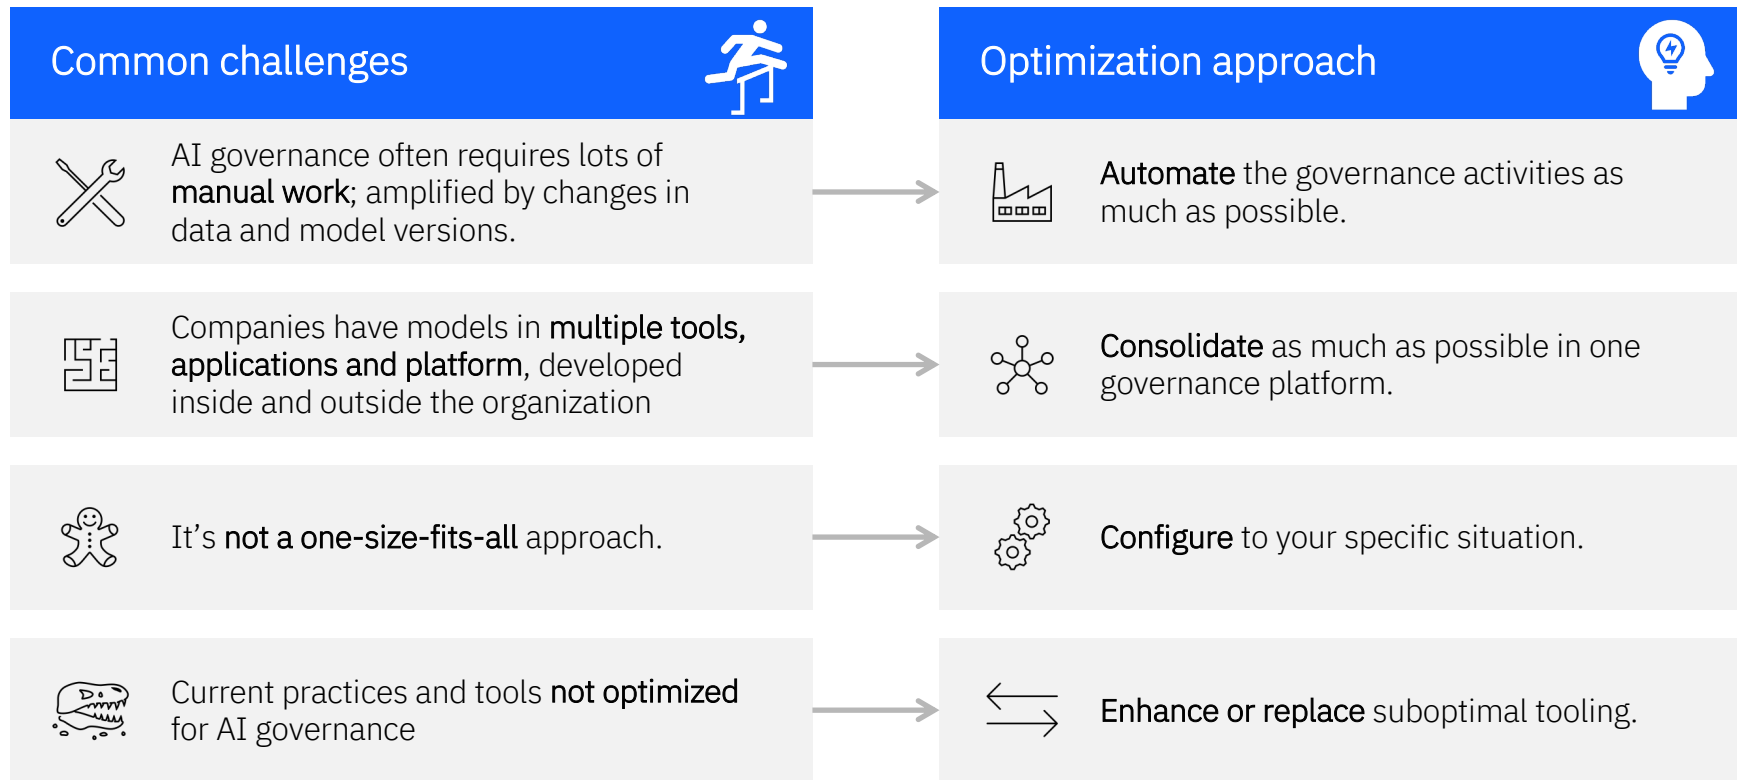 Common challenges
Optimization approach
AI governance often requires lots of
manual work; amplified by changes in
data and model versions.
Automate the governance activities as
much as possible.
Companies have models in multiple tools,
applications and platform, developed
inside and outside the organization
Consolidate as much as possible in one
governance platform.
It’s not a one-size-fits-all approach.
Configure to your specific situation.
Current practices and tools not optimized
for AI governance
Enhance or replace suboptimal tooling.